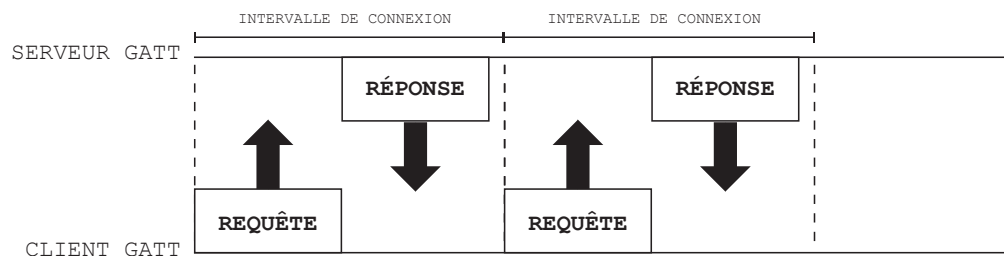 INTERVALLE DE CONNEXION INTERVALLE DE CONNEXION
SERVEUR GATT
RÉPONSE RÉPONSE
REQUÊTE REQUÊTE
CLIENT GATT